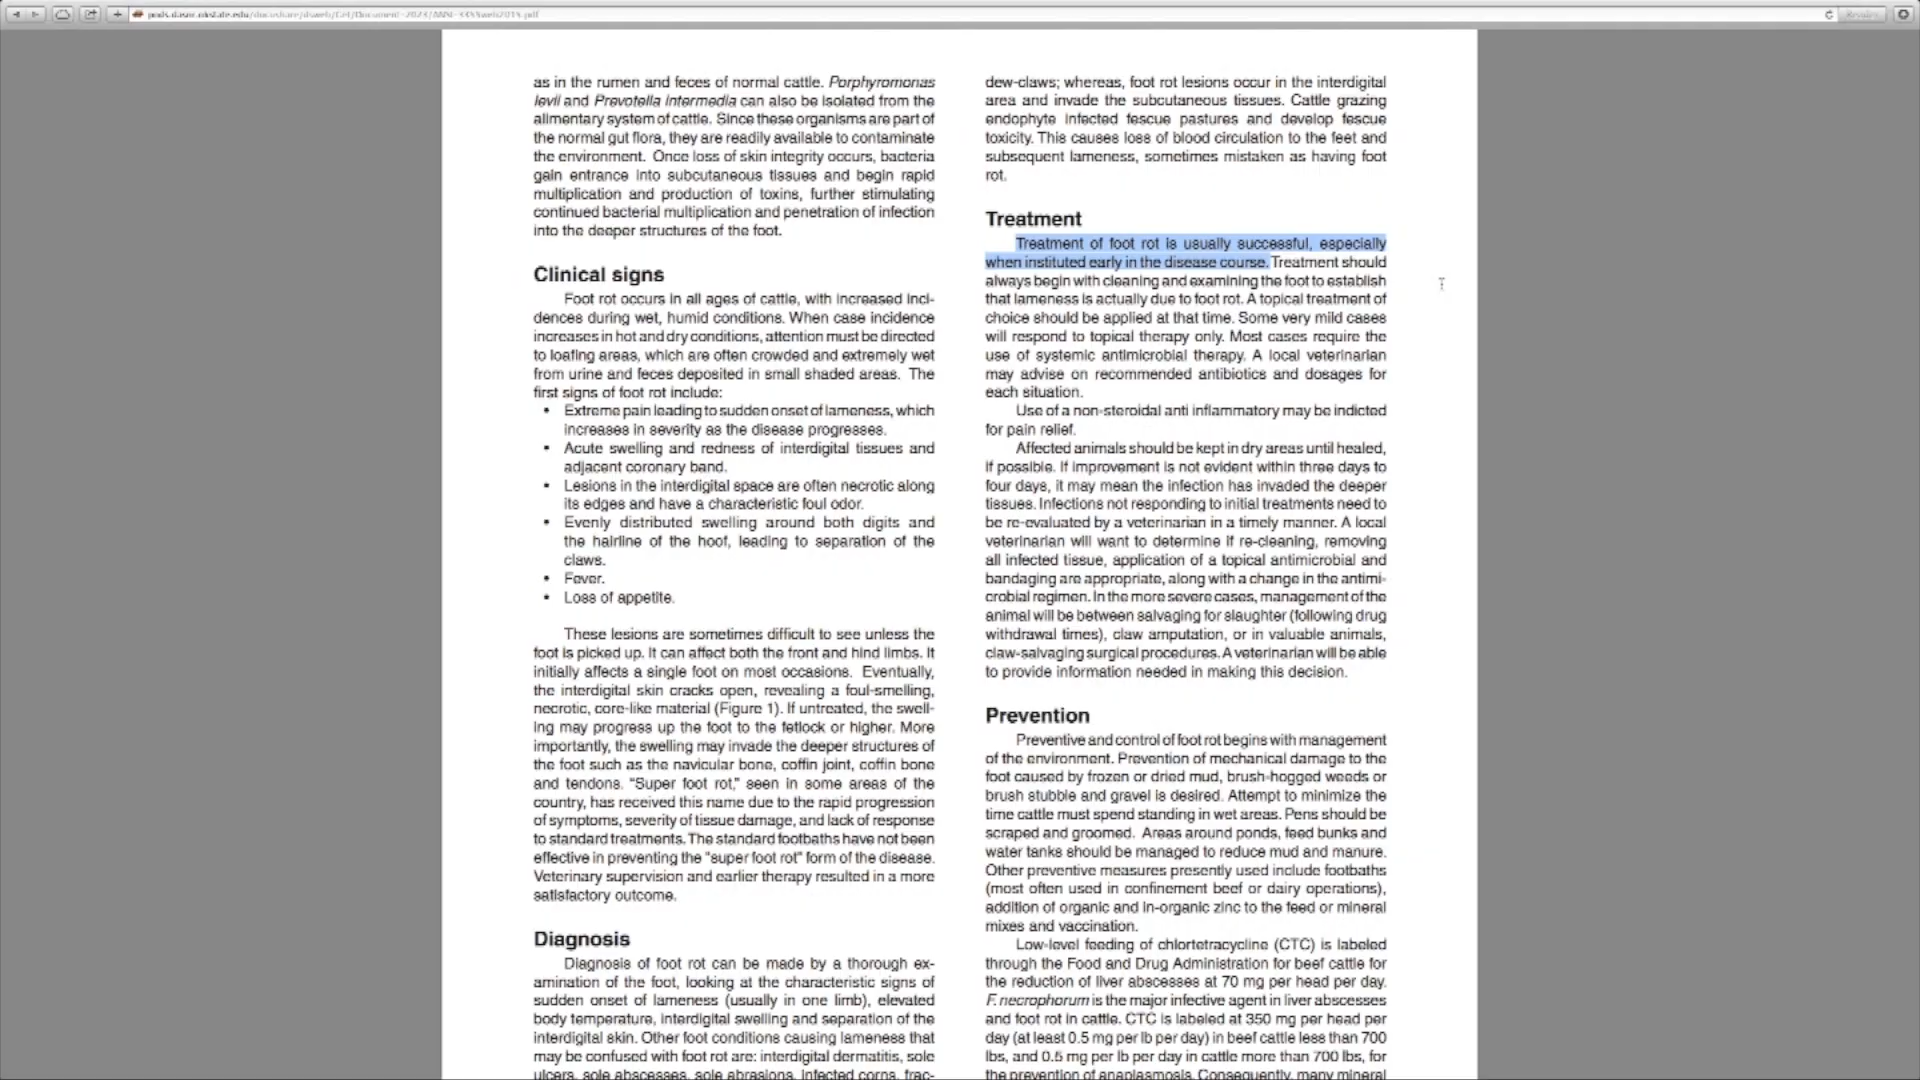 pods.dasnr.okstate.edu/docushare/dsweb/Get/Document-2023/ANSI-3355web2015.pdf
as in the rumen and feces of normal cattle. Porphyromonas
levii and Prevotella intermedia can also be isolated from the
alimentary system of cattle. Since these organisms are part of
the normal gut flora, they are readily available to contaminate
the environment. Once loss of skin integrity occurs, bacteria
gain entrance into subcutaneous tissues and begin rapid
multiplication and production of toxins, further stimulating
continued bacterial multiplication and penetration of infection
into the deeper structures of the foot.
Clinical signs
Foot rot occurs in all ages of cattle, with increased inci-
dences during wet, humid conditions. When case incidence
increases in hot and dry conditions, attention must be directed
to loafing areas, which are often crowded and extremely wet
from urine and feces deposited in small shaded areas. The
first signs of foot rot include:
• Extreme pain leading to sudden onset of lameness, which
increases in severity as the disease progresses.
• Acute swelling and redness of interdigital tissues and
adjacent coronary band.
• Lesions in the interdigital space are often necrotic along
its edges and have a characteristic foul odor.
• Evenly distributed swelling around both digits and
the hairline of the hoof, leading to separation of the
claws.
• Fever.
• Loss of appetite.
These lesions are sometimes difficult to see unless the
foot is picked up. It can affect both the front and hind limbs. It
initially affects a single foot on most occasions. Eventually,
the interdigital skin cracks open, revealing a foul-smelling,
necrotic, core-like material (Figure 1). If untreated, the swell-
ing may progress up the foot to the fetlock or higher. More
importantly, the swelling may invade the deeper structures of
the foot such as the navicular bone, coffin joint, coffin bone
and tendons. “Super foot rot,” seen in some areas of the
country, has received this name due to the rapid progression
of symptoms, severity of tissue damage, and lack of response
to standard treatments. The standard footbaths have not been
effective in preventing the “super foot rot” form of the disease.
Veterinary supervision and earlier therapy resulted in a more
satisfactory outcome.
Diagnosis
Diagnosis of foot rot can be made by a thorough ex-
amination of the foot, looking at the characteristic signs of
sudden onset of lameness (usually in one limb), elevated
body temperature, interdigital swelling and separation of the
interdigital skin. Other foot conditions causing lameness that
may be confused with foot rot are: interdigital dermatitis, sole
ulcers, sole abscesses, sole abrasions, infected corns, frac-
dew-claws; whereas, foot rot lesions occur in the interdigital
area and invade the subcutaneous tissues. Cattle grazing
endophyte infected fescue pastures and develop fescue
toxicity. This causes loss of blood circulation to the feet and
subsequent lameness, sometimes mistaken as having foot
rot.
Treatment
Treatment of foot rot is usually successful, especially
when instituted early in the disease course. Treatment should
always begin with cleaning and examining the foot to establish
that lameness is actually due to foot rot. A topical treatment of
choice should be applied at that time. Some very mild cases
will respond to topical therapy only. Most cases require the
use of systemic antimicrobial therapy. A local veterinarian
may advise on recommended antibiotics and dosages for
each situation.
Use of a non-steroidal anti inflammatory may be indicted
for pain relief.
Affected animals should be kept in dry areas until healed,
if possible. If improvement is not evident within three days to
four days, it may mean the infection has invaded the deeper
tissues. Infections not responding to initial treatments need to
be re-evaluated by a veterinarian in a timely manner. A local
veterinarian will want to determine if re-cleaning, removing
all infected tissue, application of a topical antimicrobial and
bandaging are appropriate, along with a change in the antimi-
crobial regimen. In the more severe cases, management of the
animal will be between salvaging for slaughter (following drug
withdrawal times), claw amputation, or in valuable animals,
claw-salvaging surgical procedures. A veterinarian will be able
to provide information needed in making this decision.
Prevention
Preventive and control of foot rot begins with management
of the environment. Prevention of mechanical damage to the
foot caused by frozen or dried mud, brush-hogged weeds or
brush stubble and gravel is desired. Attempt to minimize the
time cattle must spend standing in wet areas. Pens should be
scraped and groomed. Areas around ponds, feed bunks and
water tanks should be managed to reduce mud and manure.
Other preventive measures presently used include footbaths
(most often used in confinement beef or dairy operations),
addition of organic and in-organic zinc to the feed or mineral
mixes and vaccination.
Low-level feeding of chlortetracycline (CTC) is labeled
through the Food and Drug Administration for beef cattle for
the reduction of liver abscesses at 70 mg per head per day.
F. necrophorum is the major infective agent in liver abscesses
and foot rot in cattle. CTC is labeled at 350 mg per head per
day (at least 0.5 mg per lb per day) in beef cattle less than 700
lbs, and 0.5 mg per lb per day in cattle more than 700 lbs, for
the prevention of anaplasmosis. Consequently, many mineral